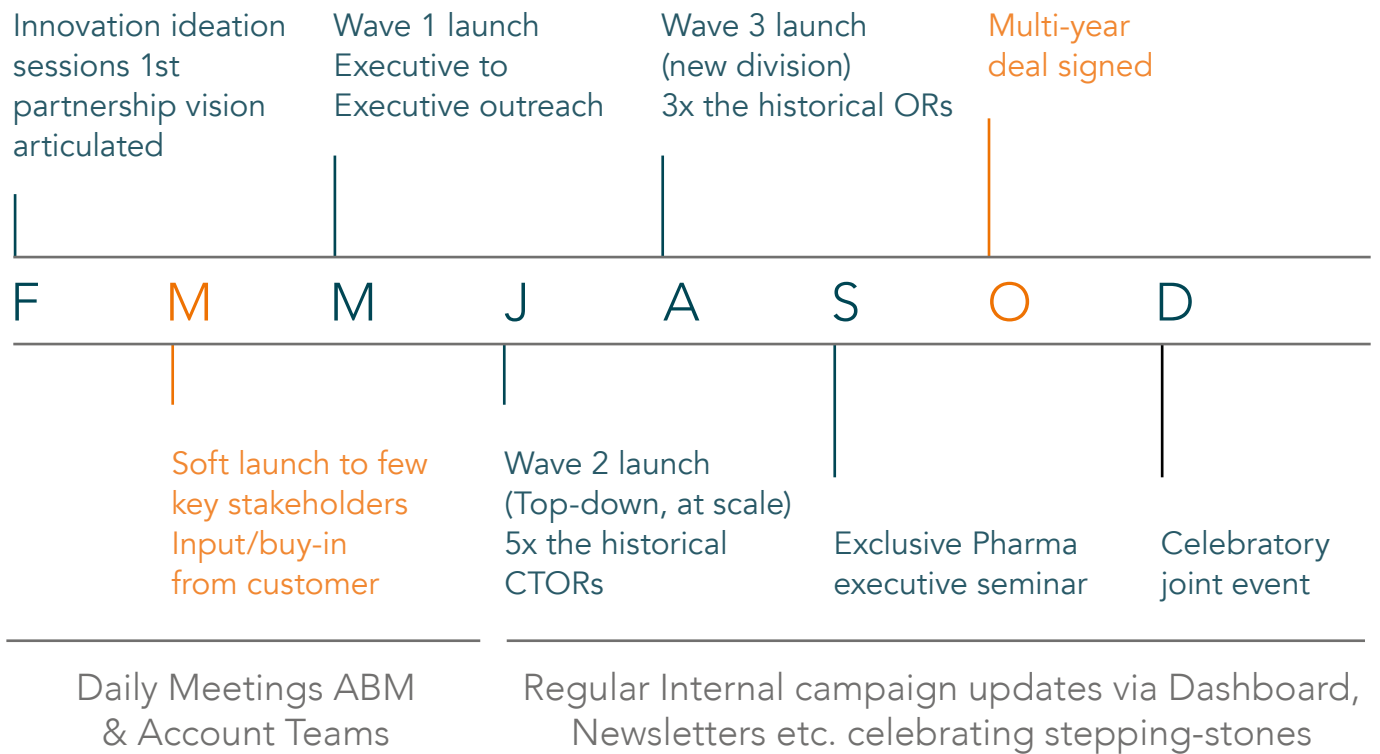 Innovation ideation
sessions 1st
partnership vision
articulated
Wave 1 launch
Executive to
Executive outreach
Wave 3 launch
(new division)
3x the historical ORs
Multi-year
deal signed
F M M J A S O D
Soft launch to few
key stakeholders
Input/buy-in
from customer
Wave 2 launch
(Top-down, at scale)
5x the historical
CTORs
Exclusive Pharma
executive seminar
Celebratory
joint event
Daily Meetings ABM
& Account Teams
Regular Internal campaign updates via Dashboard,
Newsletters etc. celebrating stepping-stones